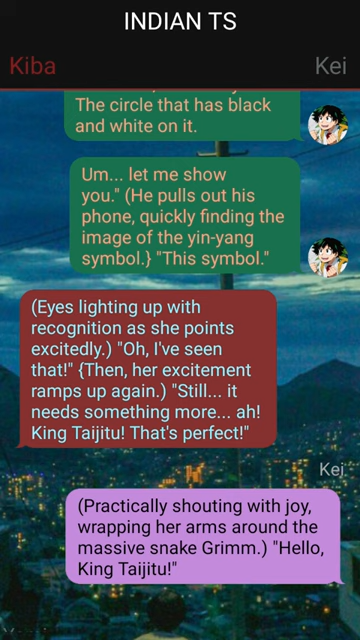 INDIAN TS
Kiba
Kei
The circle that has black
and white on it.
Um... let me show
you." (He pulls out his
phone, quickly finding the
image of the yin-yang
symbol.} "This symbol."
(Eyes lighting up with
recognition as she points
excitedly.) "Oh, I've seen
that!" {Then, her excitement
ramps up again.) "Still... it
needs something more... ah!
King Taijitu! That's perfect!"
Kej
(Practically shouting with joy,
wrapping her arms around the
massive snake Grimm.) "Hello,
King Taijitu!"